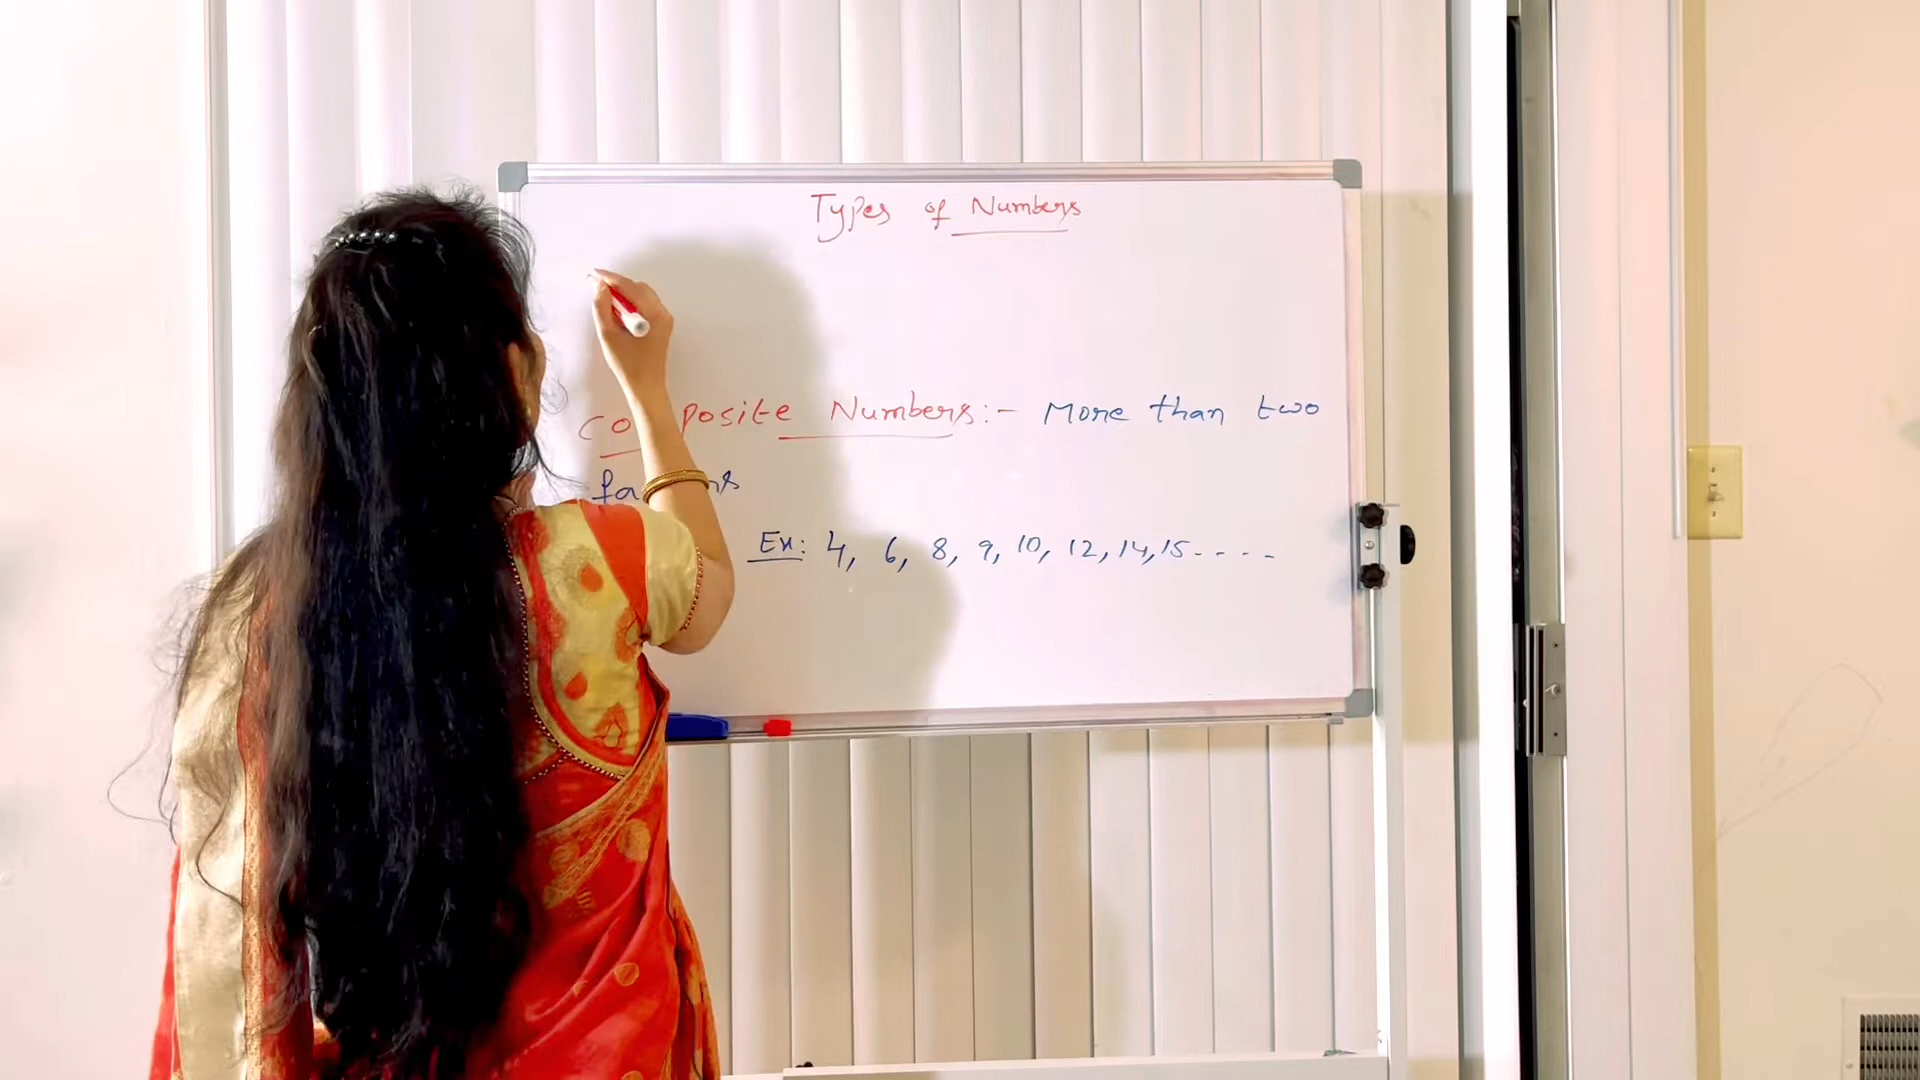 Types of Numbers
Composite Numbers:- More than two
factors
Ex: 4, 6, 8, 9, 10, 12, 14, 15- - - -